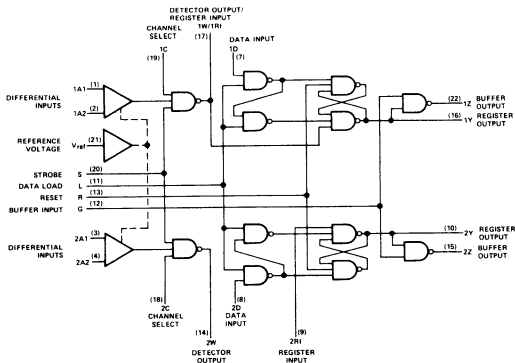 DETECTOR OUTPUT/
REGISTER INPUT
1W/1RI
(17)
CHANNEL
SELECT
1C
(19)
DATA INPUT
1D
(7)
DIFFERENTIAL
INPUTS
1A1 (1)
1A2 (2)
REFERENCE
VOLTAGE
Vref (21)
STROBE S (20)
DATA LOAD L (11)
RESET R (13)
BUFFER INPUT G (12)
(22) 1Z BUFFER
OUTPUT
(16) 1Y REGISTER
OUTPUT
DIFFERENTIAL
INPUTS
2A1 (3)
2A2 (4)
(10) 2Y REGISTER
OUTPUT
(15) 2Z BUFFER
OUTPUT
(18)
2C
CHANNEL
SELECT
(8)
2D
DATA
INPUT
(14)
2W
DETECTOR
OUTPUT
(9)
2RI
REGISTER
INPUT